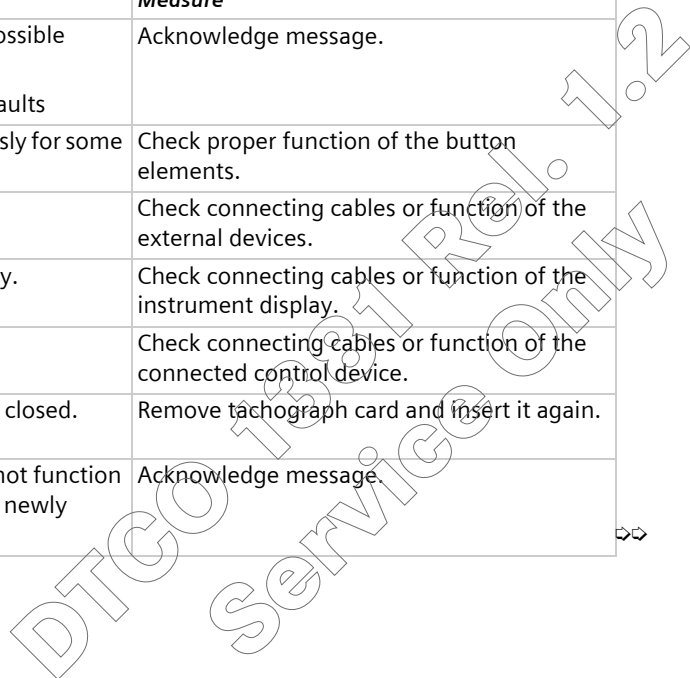 Measure
ossible
aults
Acknowledge message.
sly for some
Check proper function of the button
elements.
Check connecting cables or function of the
external devices.
y.
Check connecting cables or function of the
instrument display.
Check connecting cables or function of the
connected control device.
closed.
Remove tachograph card and insert it again.
not function
newly
Acknowledge message.
DTCO 1381 Rel. 1.2
Service Only